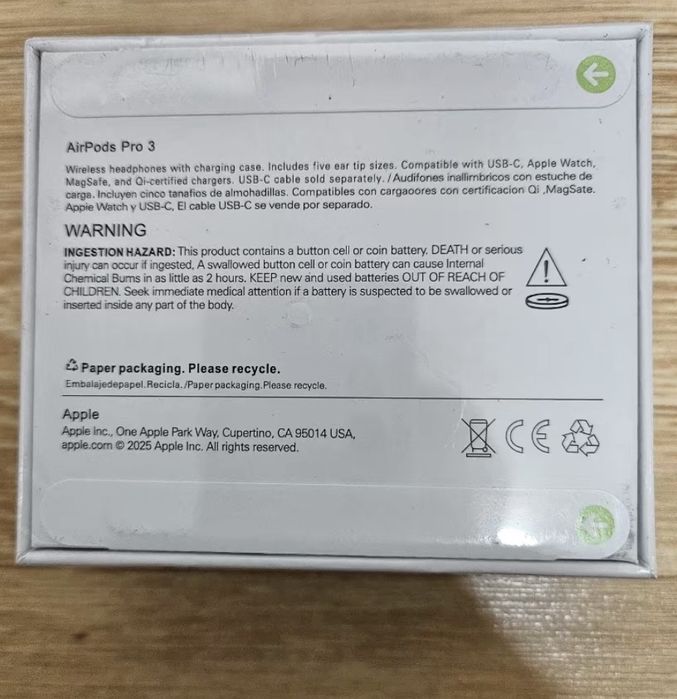 AirPods Pro 3
Wireless headphones with charging case. Includes five ear tip sizes. Compatible with USB-C, Apple Watch,
MagSafe, and Qi-certified chargers. USB-C cable sold separately. / Audifones inallimbricos con estuche de
carga. Incluyen cinco tanafios de almohadillas. Compatibles con cargaoores con certificacion Qi ,MagSate.
Appie Watch y USB-C, El cable USB-C se vende por separado.
WARNING
INGESTION HAZARD: This product contains a button cell or coin battery. DEATH or serious
injury can occur if ingested, A swallowed button cell or coin battery can cause Internal
Chemical Bums in as little as 2 hours. KEEP new and used batteries OUT OF REACH OF
CHILDREN. Seek immediate medical attention if a battery is suspected to be swallowed or
inserted inside any part of the body.
Paper packaging. Please recycle.
Embalajedepapel. Recicla. /Paper packaging. Please recycle.
Apple
Apple Inc., One Apple Park Way, Cupertino, CA 95014 USA,
apple.com © 2025 Apple Inc. All rights reserved.
CE